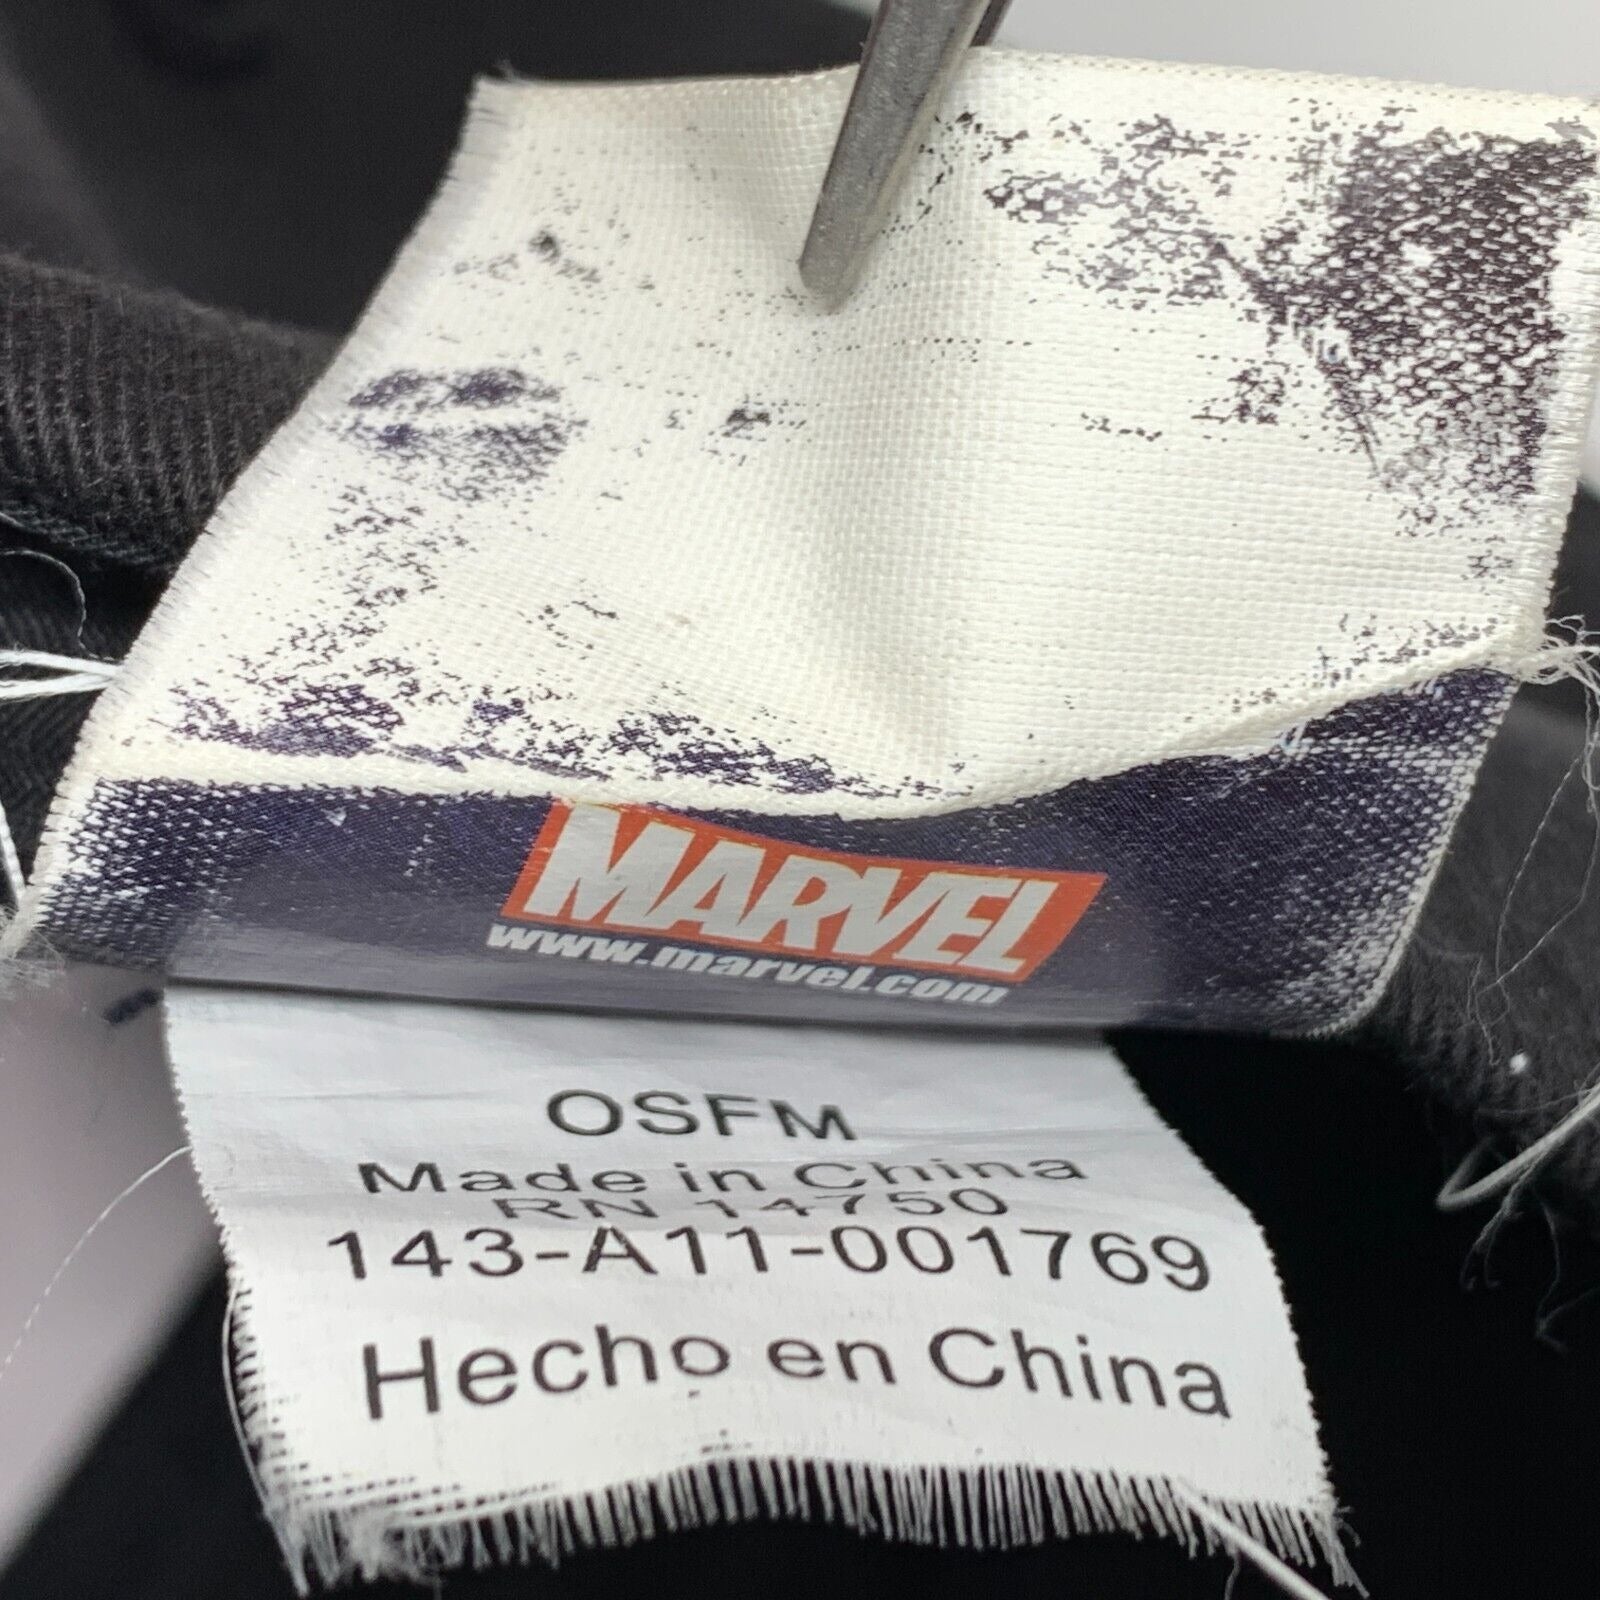 MARVEL
www.marvel.com
OSFM
Made in China
RN 14750
143-A11-001769
Hecho en China